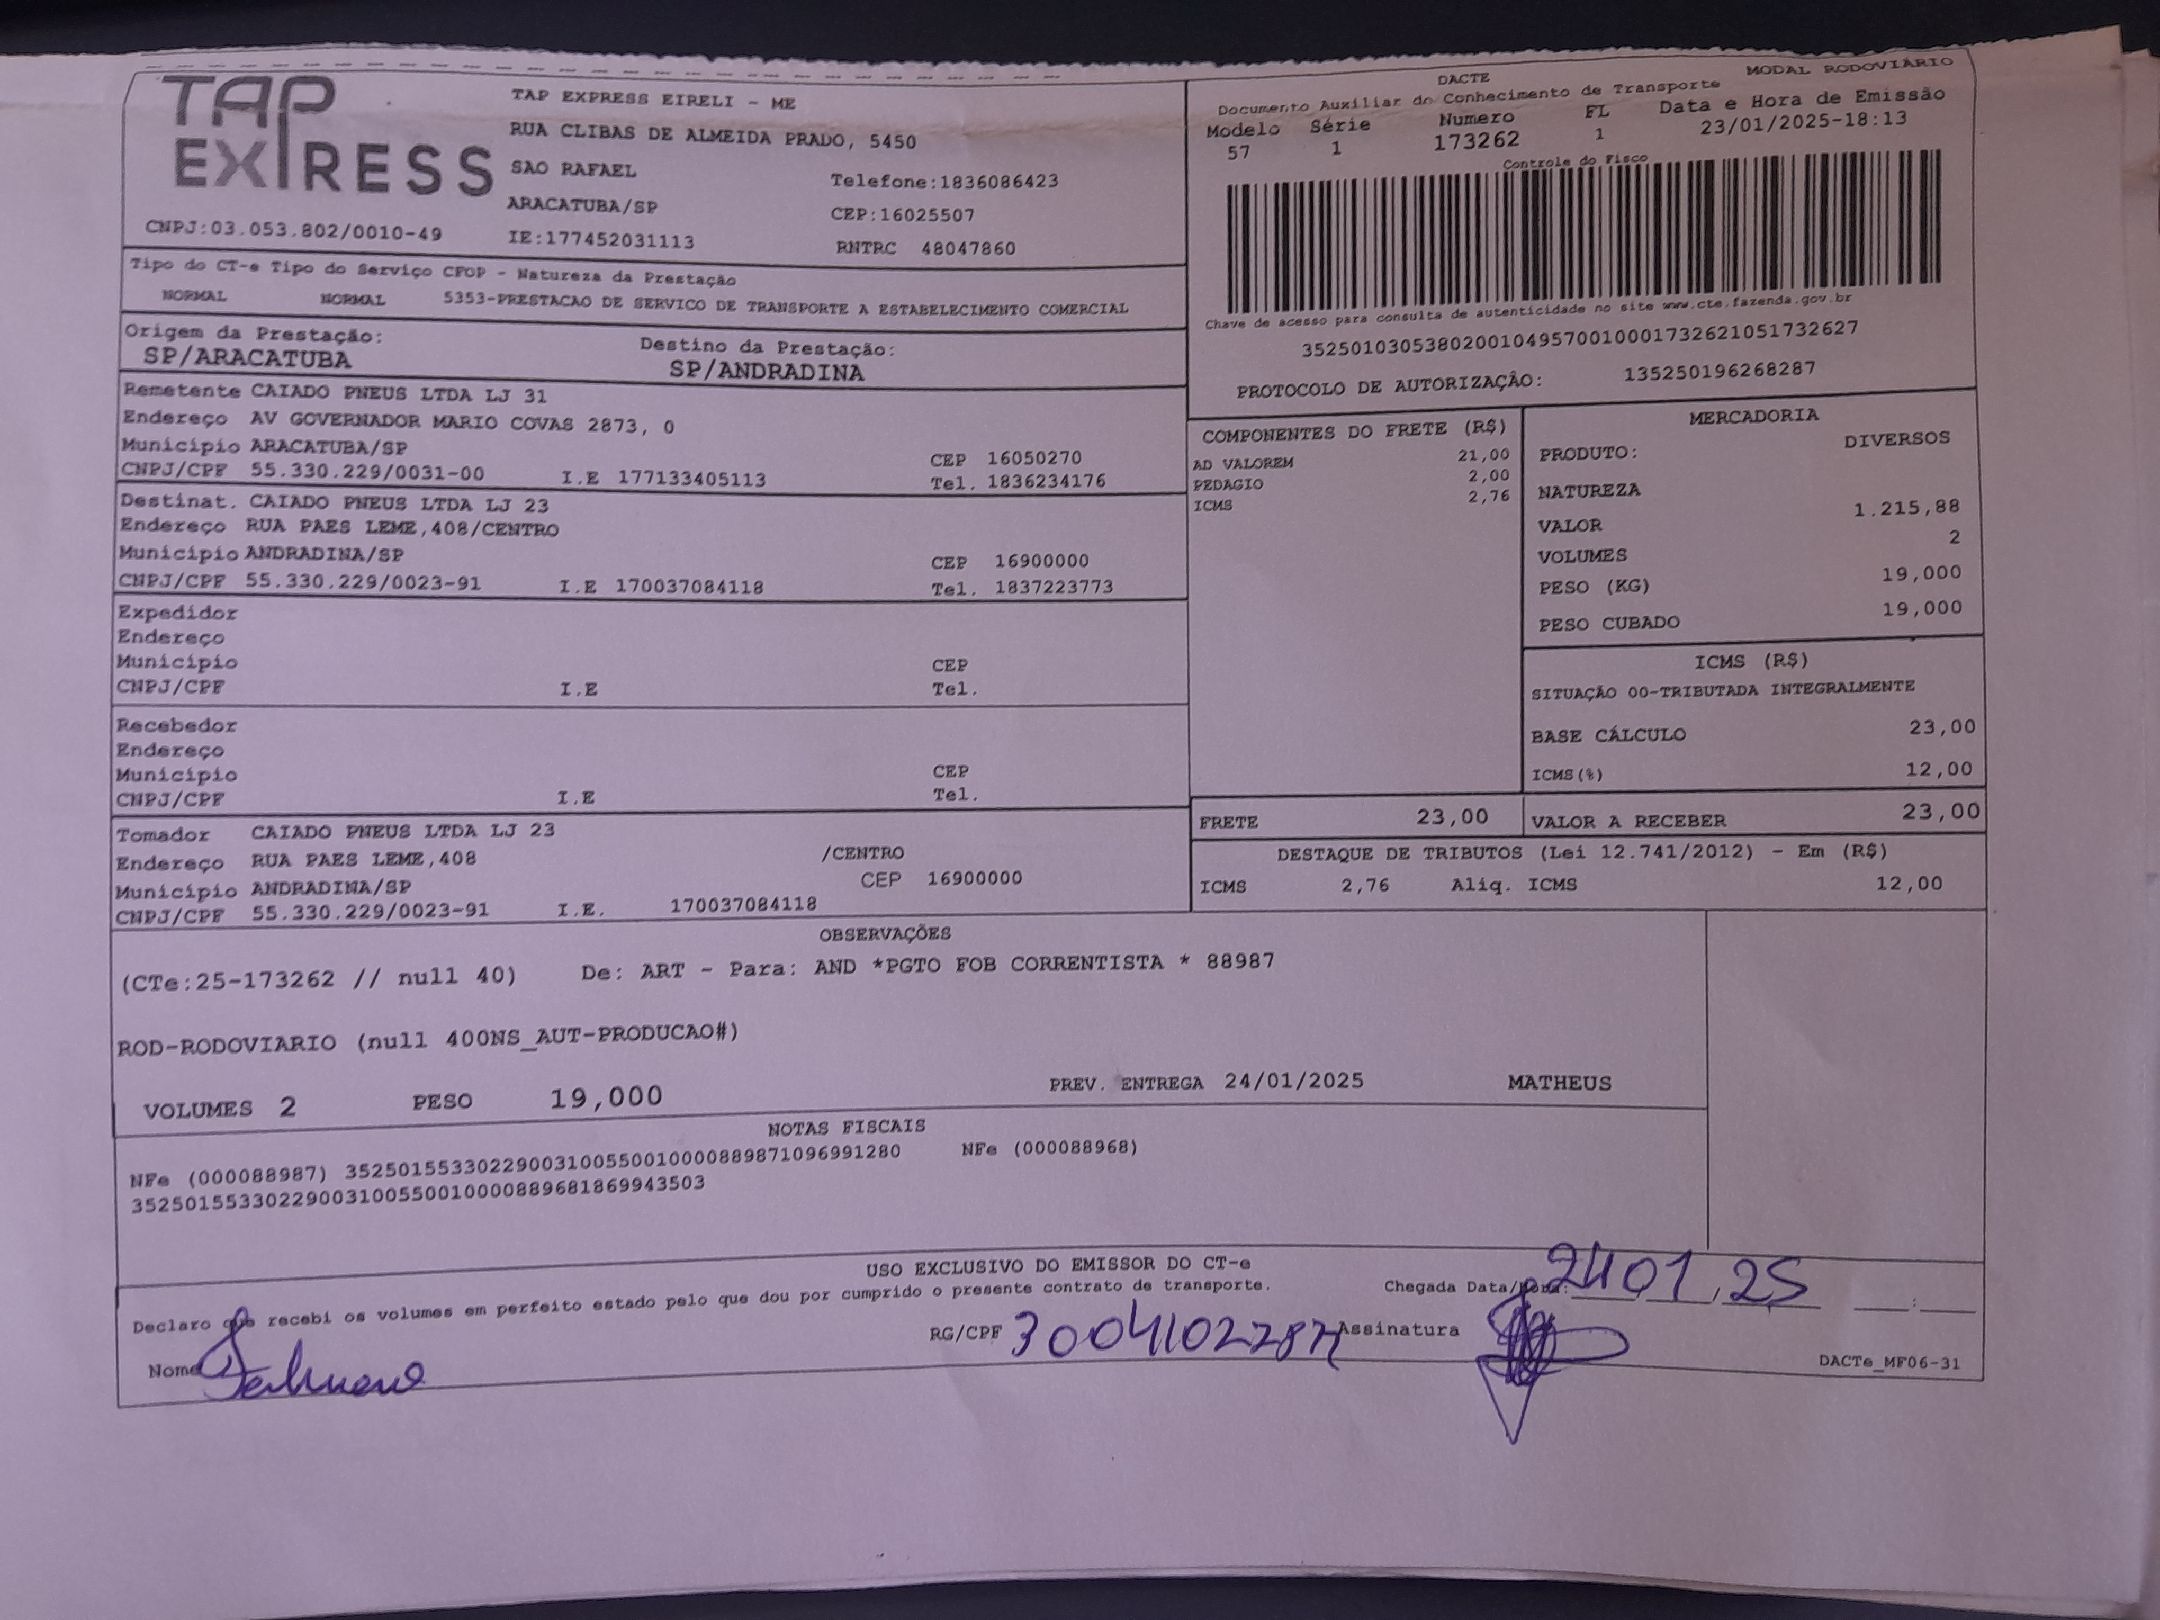 TAP EXPRESS
TAP EXPRESS EIRELI - ME
RUA CLIBAS DE ALMEIDA PRADO, 5450
SAO RAFAEL
Telefone:1836086423
ARACATUBA/SP
CEP:16025507
CNPJ:03.053.802/0010-49
IE:177452031113
RNTRC 48047860
DACTE
MODAL RODOVIÁRIO
Documento Auxiliar do Conhecimento de Transporte
Modelo Série Numero FL Data e Hora de Emissão
57 1 173262 1 23/01/2025-18:13
Controle do Fisco
Chave de acesso para consulta de autenticidade no site www.cte.fazenda.gov.br
35250103053802001049570010001732621051732627
PROTOCOLO DE AUTORIZAÇÃO: 135250196268287
Tipo do CT-e Tipo do Serviço CFOP - Natureza da Prestação
NORMAL NORMAL 5353-PRESTACAO DE SERVICO DE TRANSPORTE A ESTABELECIMENTO COMERCIAL
Origem da Prestação: Destino da Prestação:
SP/ARACATUBA SP/ANDRADINA
Remetente CAIADO PNEUS LTDA LJ 31
Endereço AV GOVERNADOR MARIO COVAS 2873, 0
Município ARACATUBA/SP CEP 16050270
CNPJ/CPF 55.330.229/0031-00 I.E 177133405113 Tel. 1836234176
Destinat. CAIADO PNEUS LTDA LJ 23
Endereço RUA PAES LEME,408/CENTRO
Município ANDRADINA/SP CEP 16900000
CNPJ/CPF 55.330.229/0023-91 I.E 170037084118 Tel. 1837223773
Expedidor
Endereço
Município CEP
CNPJ/CPF I.E Tel.
Recebedor
Endereço
Município CEP
CNPJ/CPF I.E Tel.
Tomador CAIADO PNEUS LTDA LJ 23
Endereço RUA PAES LEME,408 /CENTRO
Município ANDRADINA/SP CEP 16900000
CNPJ/CPF 55.330.229/0023-91 I.E. 170037084118
COMPONENTES DO FRETE (R$)
AD VALOREM 21,00
PEDAGIO 2,00
ICMS 2,76
MERCADORIA
PRODUTO: DIVERSOS
NATUREZA
VALOR 1.215,88
VOLUMES 2
PESO (KG) 19,000
PESO CUBADO 19,000
ICMS (R$)
SITUAÇÃO 00-TRIBUTADA INTEGRALMENTE
BASE CÁLCULO 23,00
ICMS(%) 12,00
FRETE 23,00 VALOR A RECEBER 23,00
DESTAQUE DE TRIBUTOS (Lei 12.741/2012) - Em (R$)
ICMS 2,76 Aliq. ICMS 12,00
OBSERVAÇÕES
(CTe:25-173262 // null 40) De: ART - Para: AND *PGTO FOB CORRENTISTA * 88987
ROD-RODOVIARIO (null 400NS_AUT-PRODUCAO#)
VOLUMES 2 PESO 19,000 PREV. ENTREGA 24/01/2025 MATHEUS
NOTAS FISCAIS
NFe (000088987) 35250155330229003100550010000889871096991280 NFe (000088968)
35250155330229003100550010000889681869943503
USO EXCLUSIVO DO EMISSOR DO CT-e
Declaro que recebi os volumes em perfeito estado pelo que dou por cumprido o presente contrato de transporte.
Chegada Data/Hora: 24 01 25 :
Nome RG/CPF Assinatura
DACTe_MF06-31